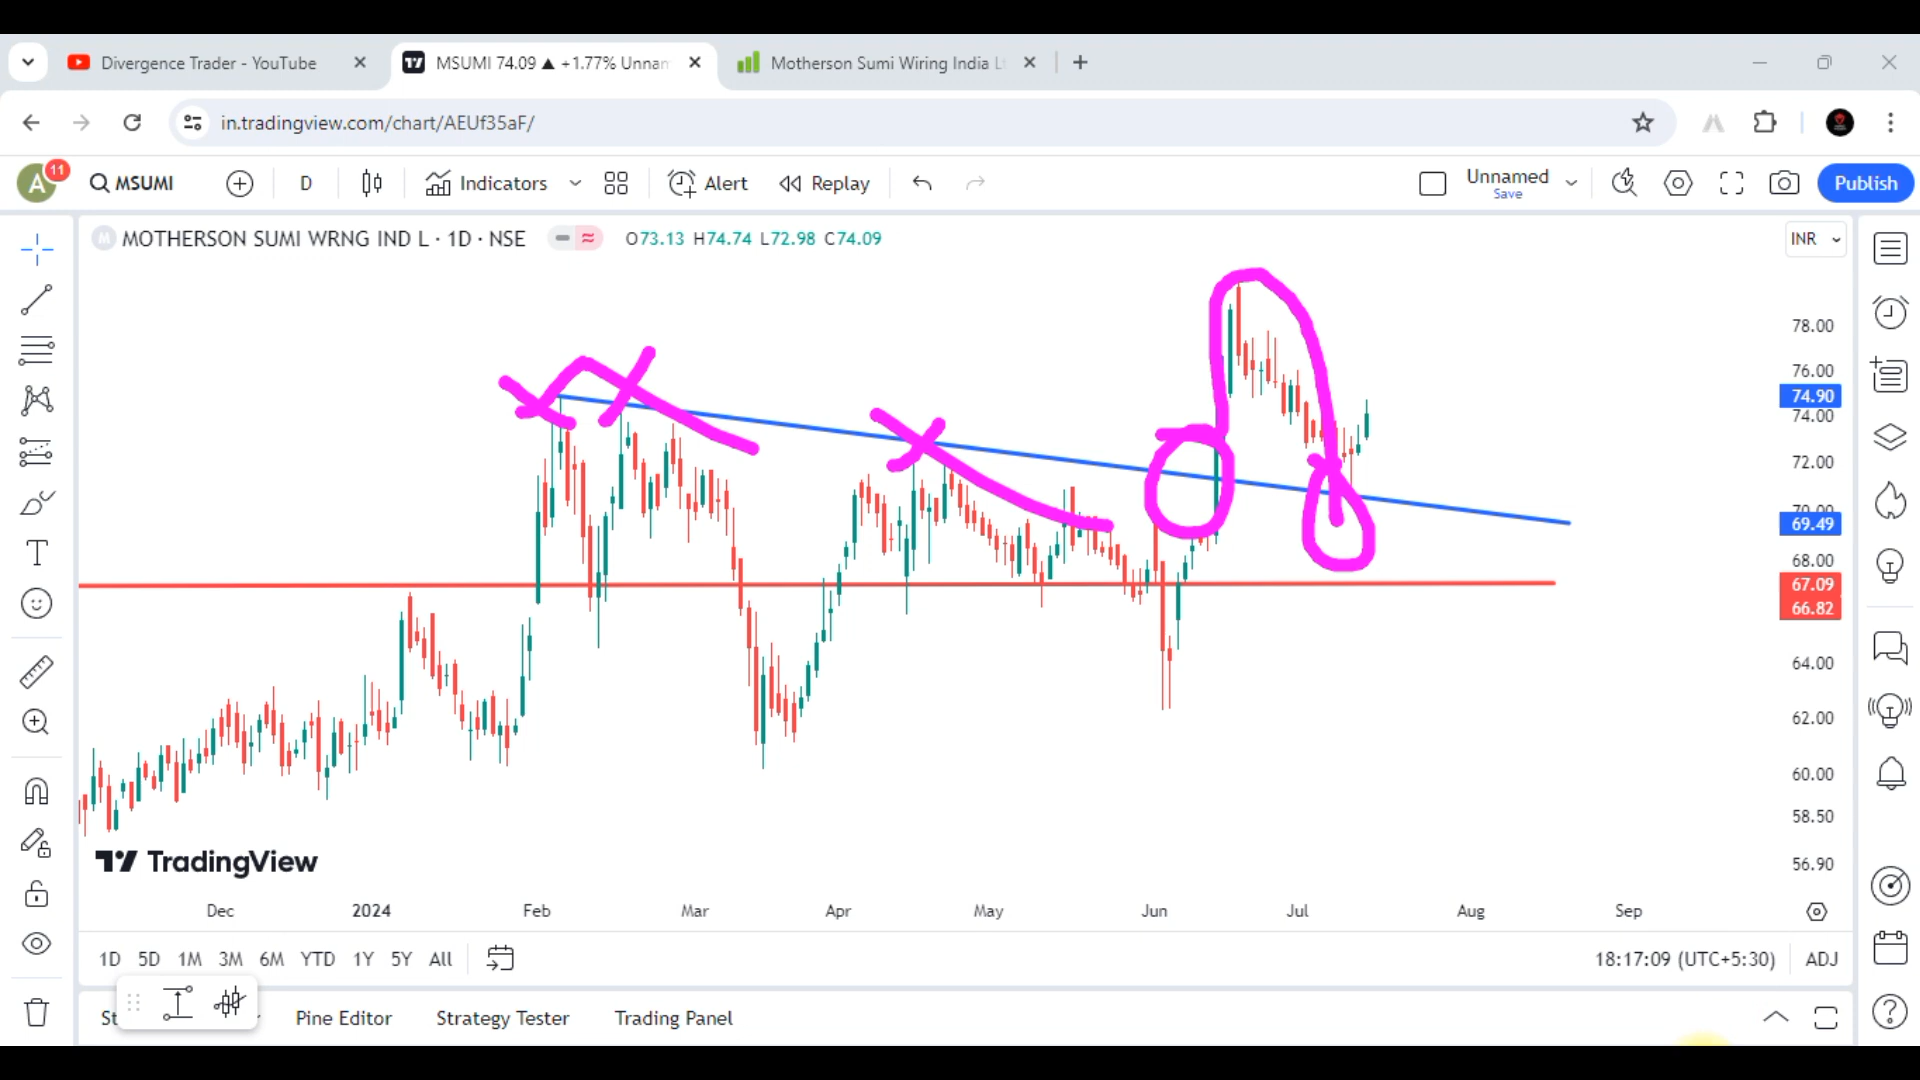 Divergence Trader - YouTube
MSUMI 74.09 ▲ +1.77% Unnam
Motherson Sumi Wiring India L
in.tradingview.com/chart/AEUf35aF/
A 11 MSUMI D Indicators Alert Replay Unnamed Save Publish
M MOTHERSON SUMI WRNG IND L · 1D · NSE O73.13 H74.74 L72.98 C74.09 INR
78.00
76.00
74.90
74.00
72.00
70.00
69.49
68.00
67.09
66.82
64.00
62.00
60.00
58.50
56.90
TradingView
Dec 2024 Feb Mar Apr May Jun Jul Aug Sep
1D 5D 1M 3M 6M YTD 1Y 5Y All 18:17:09 (UTC+5:30) ADJ
St Pine Editor Strategy Tester Trading Panel